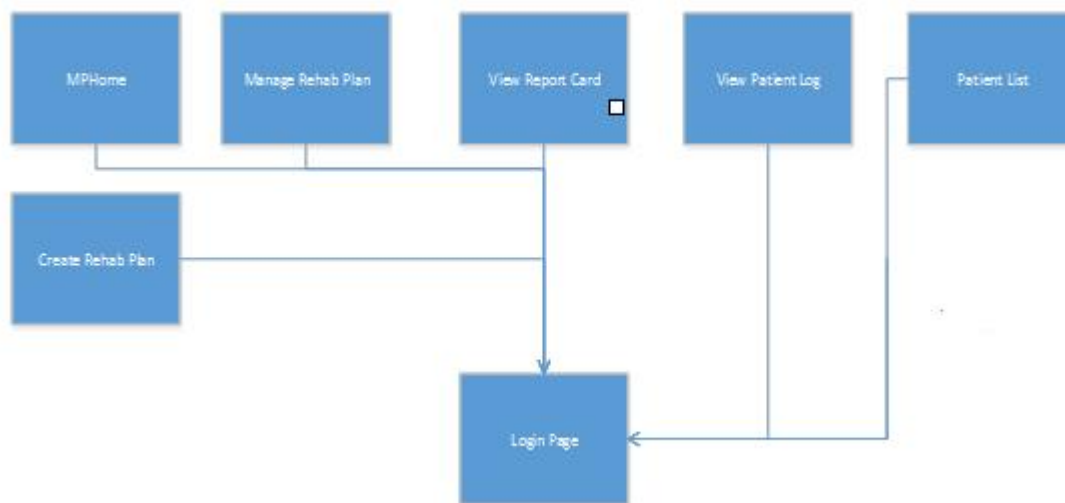 MPHome
Manage Rehab Plan
View Report Card
View Patient Log
Patient List
Create Rehab Plan
Login Page